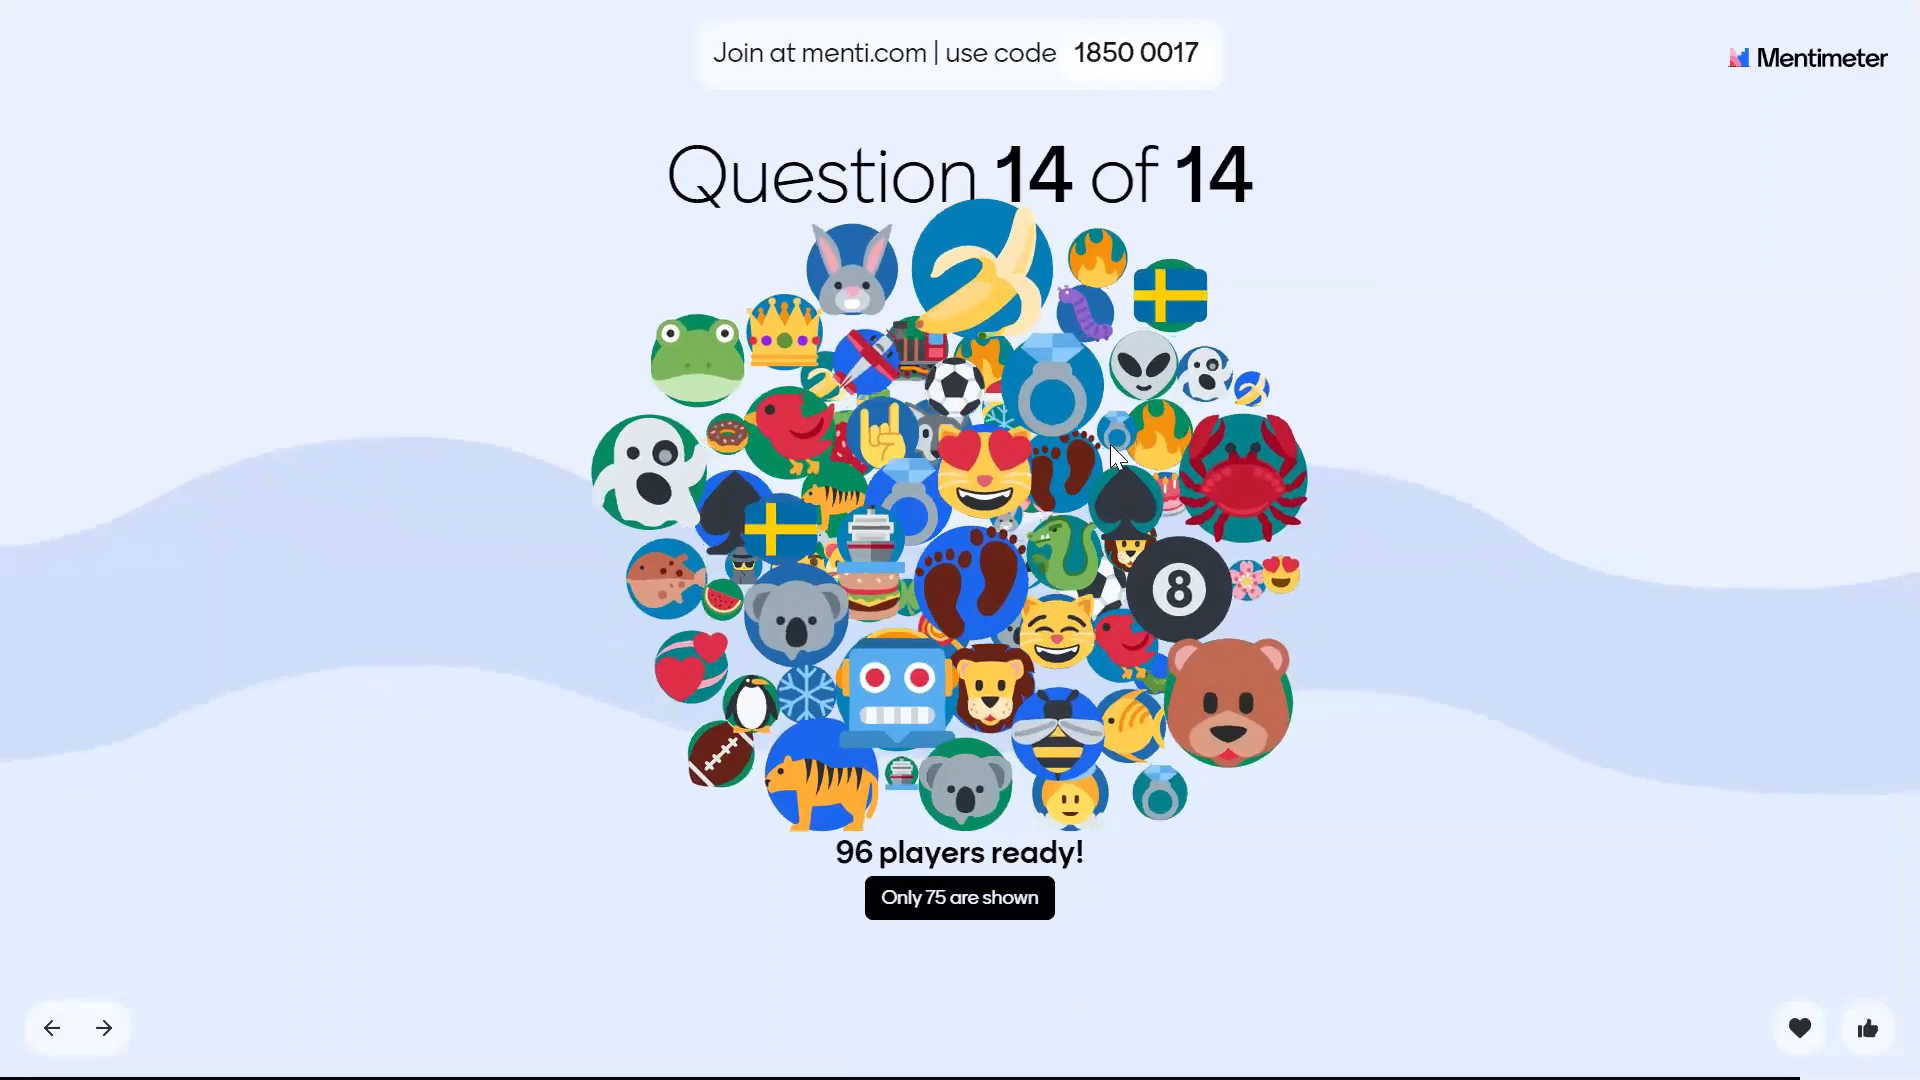 Join at menti.com | use code 1850 0017
Mentimeter
Question 14 of 14
8
96 players ready!
Only 75 are shown